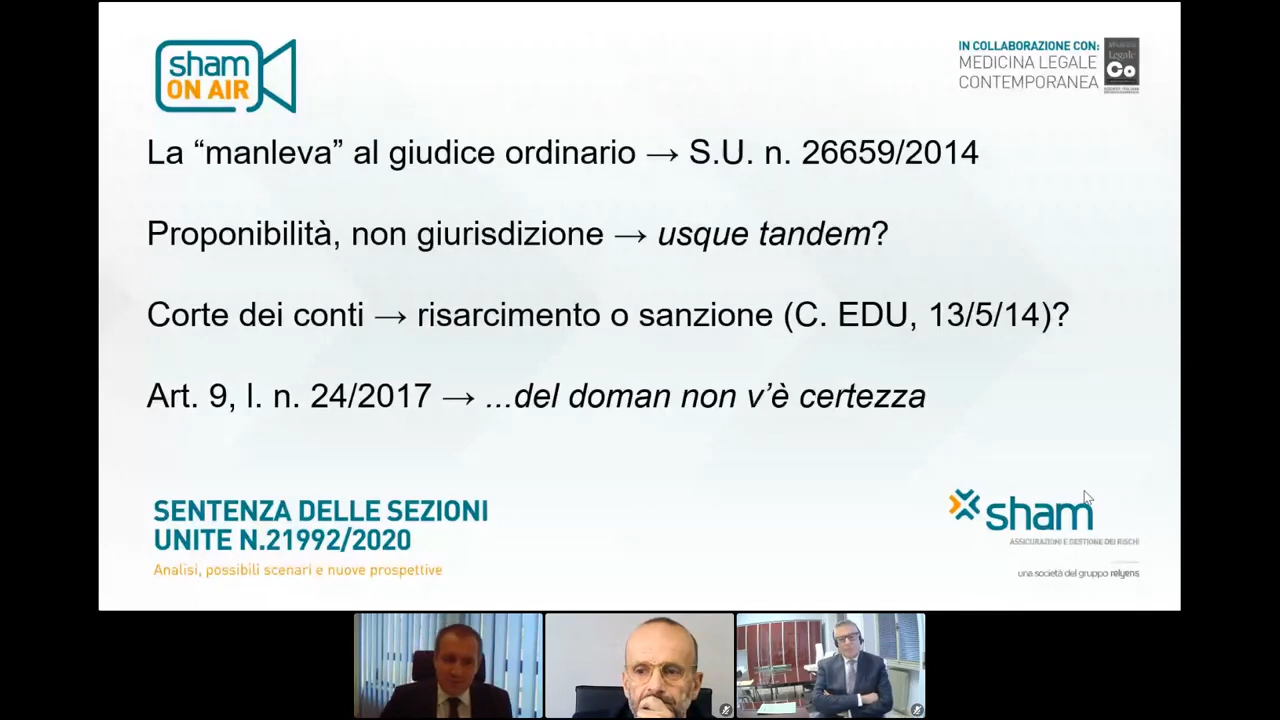 sham
ON AIR
IN COLLABORAZIONE CON:
MEDICINA LEGALE
CONTEMPORANEA
Legale
Co
La “manleva” al giudice ordinario → S.U. n. 26659/2014
Proponibilità, non giurisdizione → usque tandem?
Corte dei conti → risarcimento o sanzione (C. EDU, 13/5/14)?
Art. 9, l. n. 24/2017 → ...del doman non v’è certezza
SENTENZA DELLE SEZIONI
UNITE N.21992/2020
Analisi, possibili scenari e nuove prospettive
sham
ASSICURAZIONI E GESTIONE DEI RISCHI
una società del gruppo relyens